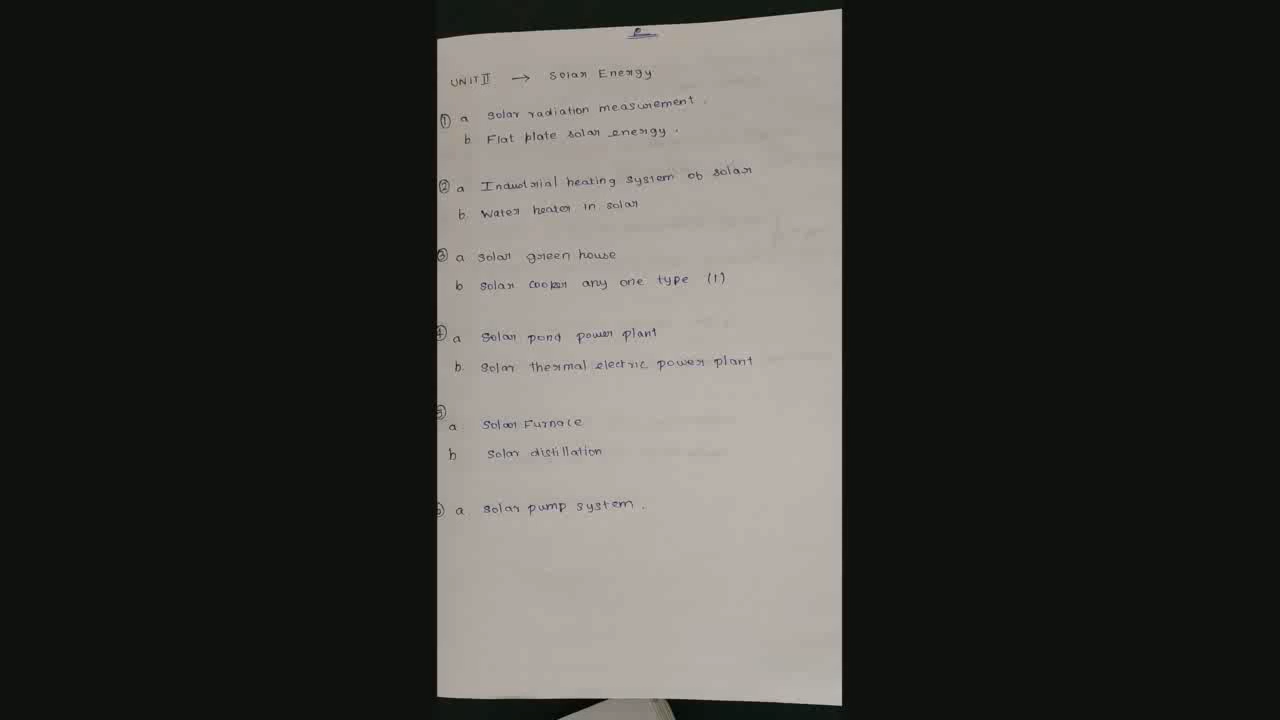 UNIT II → Solar Energy
① a Solar radiation measurement.
b. Flat plate solar energy.
② a Industrial heating system of solar
b. Water heater in solar
③ a solar green house
b Solar cooker any one type (1)
④ a Solar pond power plant
b. Solar thermal electric power plant
⑤
a Solar Furnace
b Solar distillation
⑥ a Solar pump system.